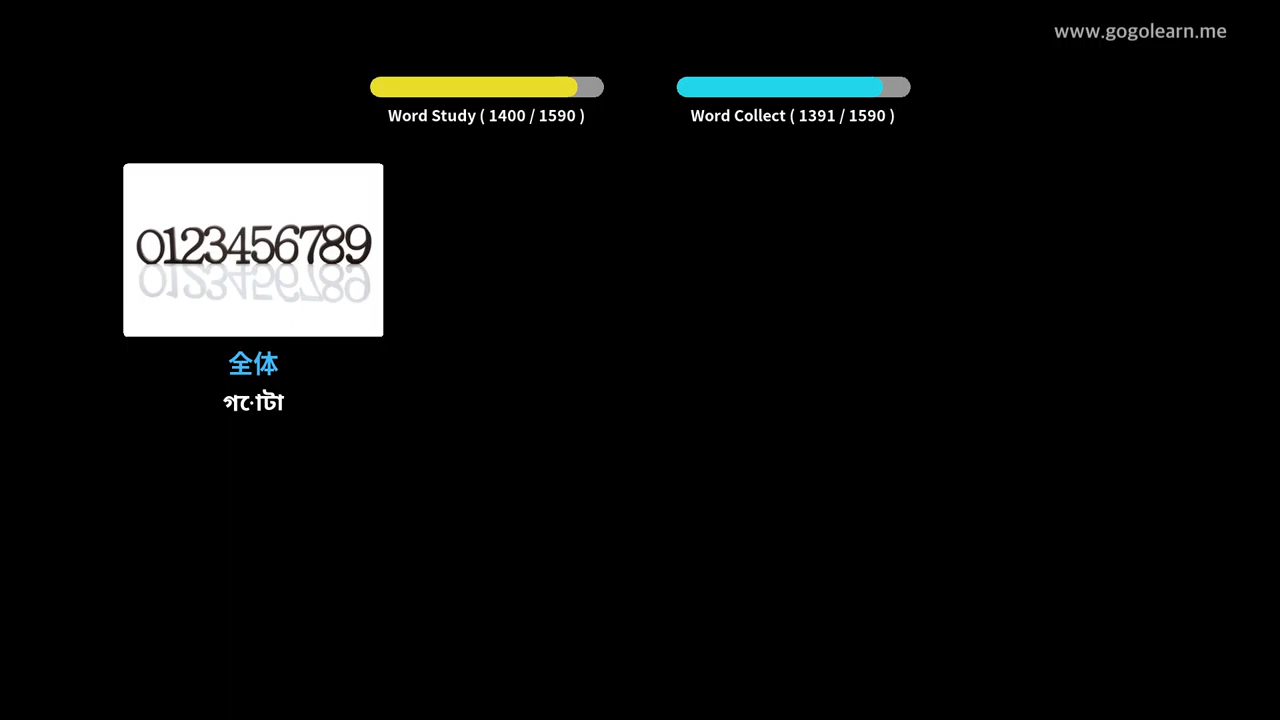 www.gogolearn.me
Word Study ( 1400 / 1590 )
Word Collect ( 1391 / 1590 )
0123456789
全体
গোটা